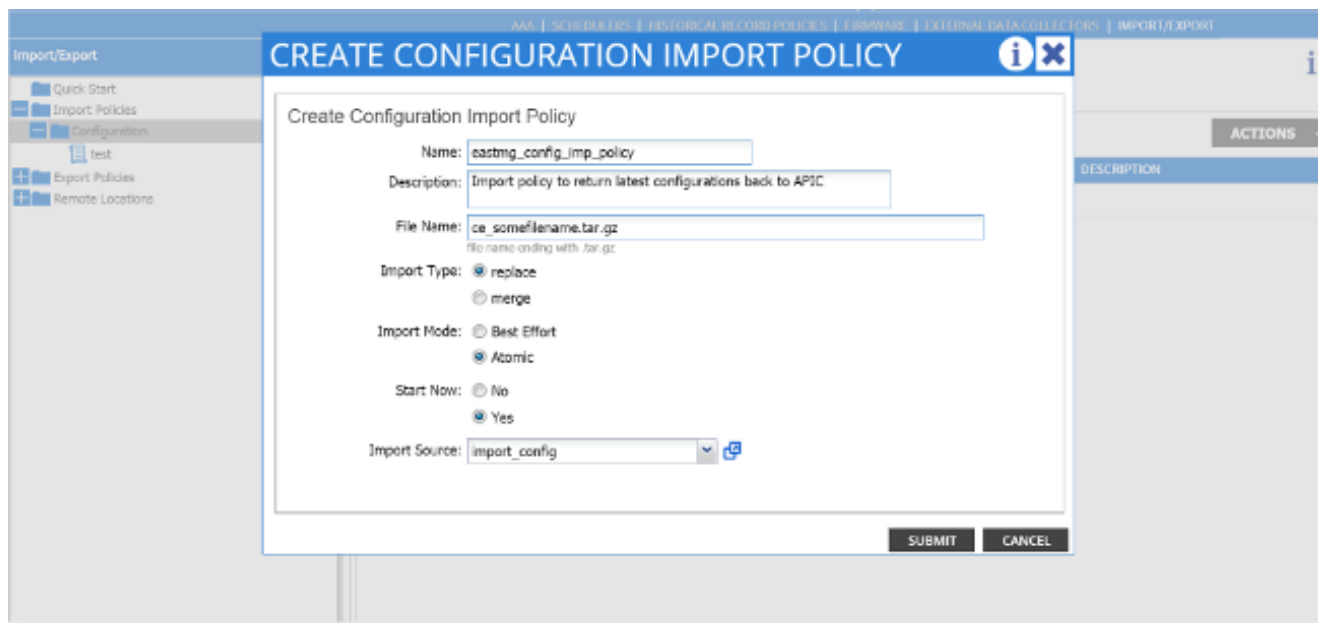 AAA | SCHEDULERS | HISTORICAL RECORD POLICIES | FIRMWARE | EXTERNAL DATA COLLECTORS | IMPORT/EXPORT
Import/Export
Quick Start
Import Policies
Configuration
test
Export Policies
Remote Locations
CREATE CONFIGURATION IMPORT POLICY
i
i
ACTIONS
DESCRIPTION
Create Configuration Import Policy
Name: eastmg_config_imp_policy
Description: Import policy to return latest configurations back to APIC
File Name: ce_somefilename.tar.gz
file name ending with .tar.gz
Import Type: replace
merge
Import Mode: Best Effort
Atomic
Start Now: No
Yes
Import Source: import_config
SUBMIT CANCEL